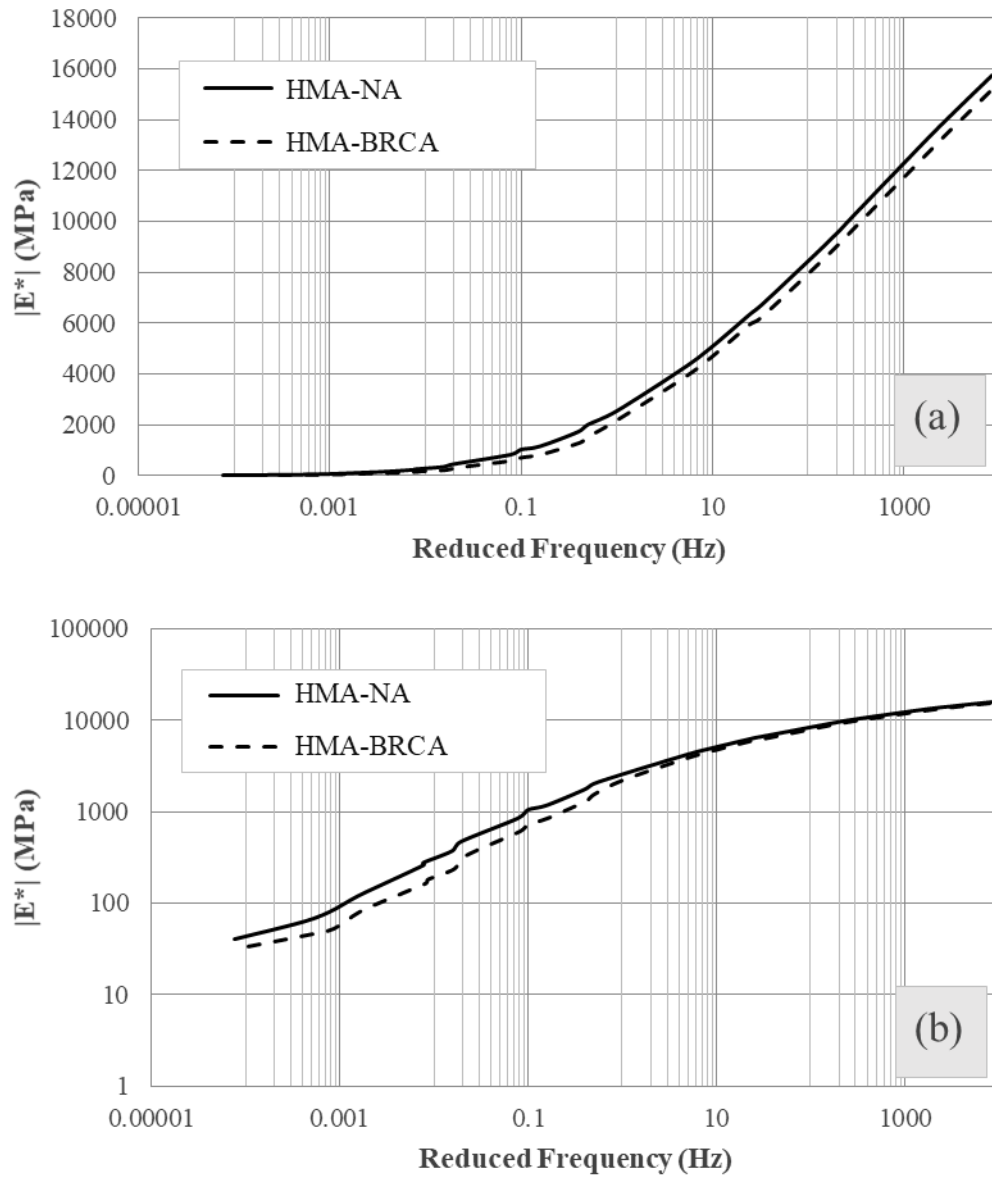 18000
16000
14000
12000
10000
8000
6000
4000
2000
0
|E*| (MPa)
HMA-NA
HMA-BRCA
(a)
0.00001 0.001 0.1 10 1000
Reduced Frequency (Hz)
100000
10000
1000
100
10
1
|E*| (MPa)
HMA-NA
HMA-BRCA
(b)
0.00001 0.001 0.1 10 1000
Reduced Frequency (Hz)